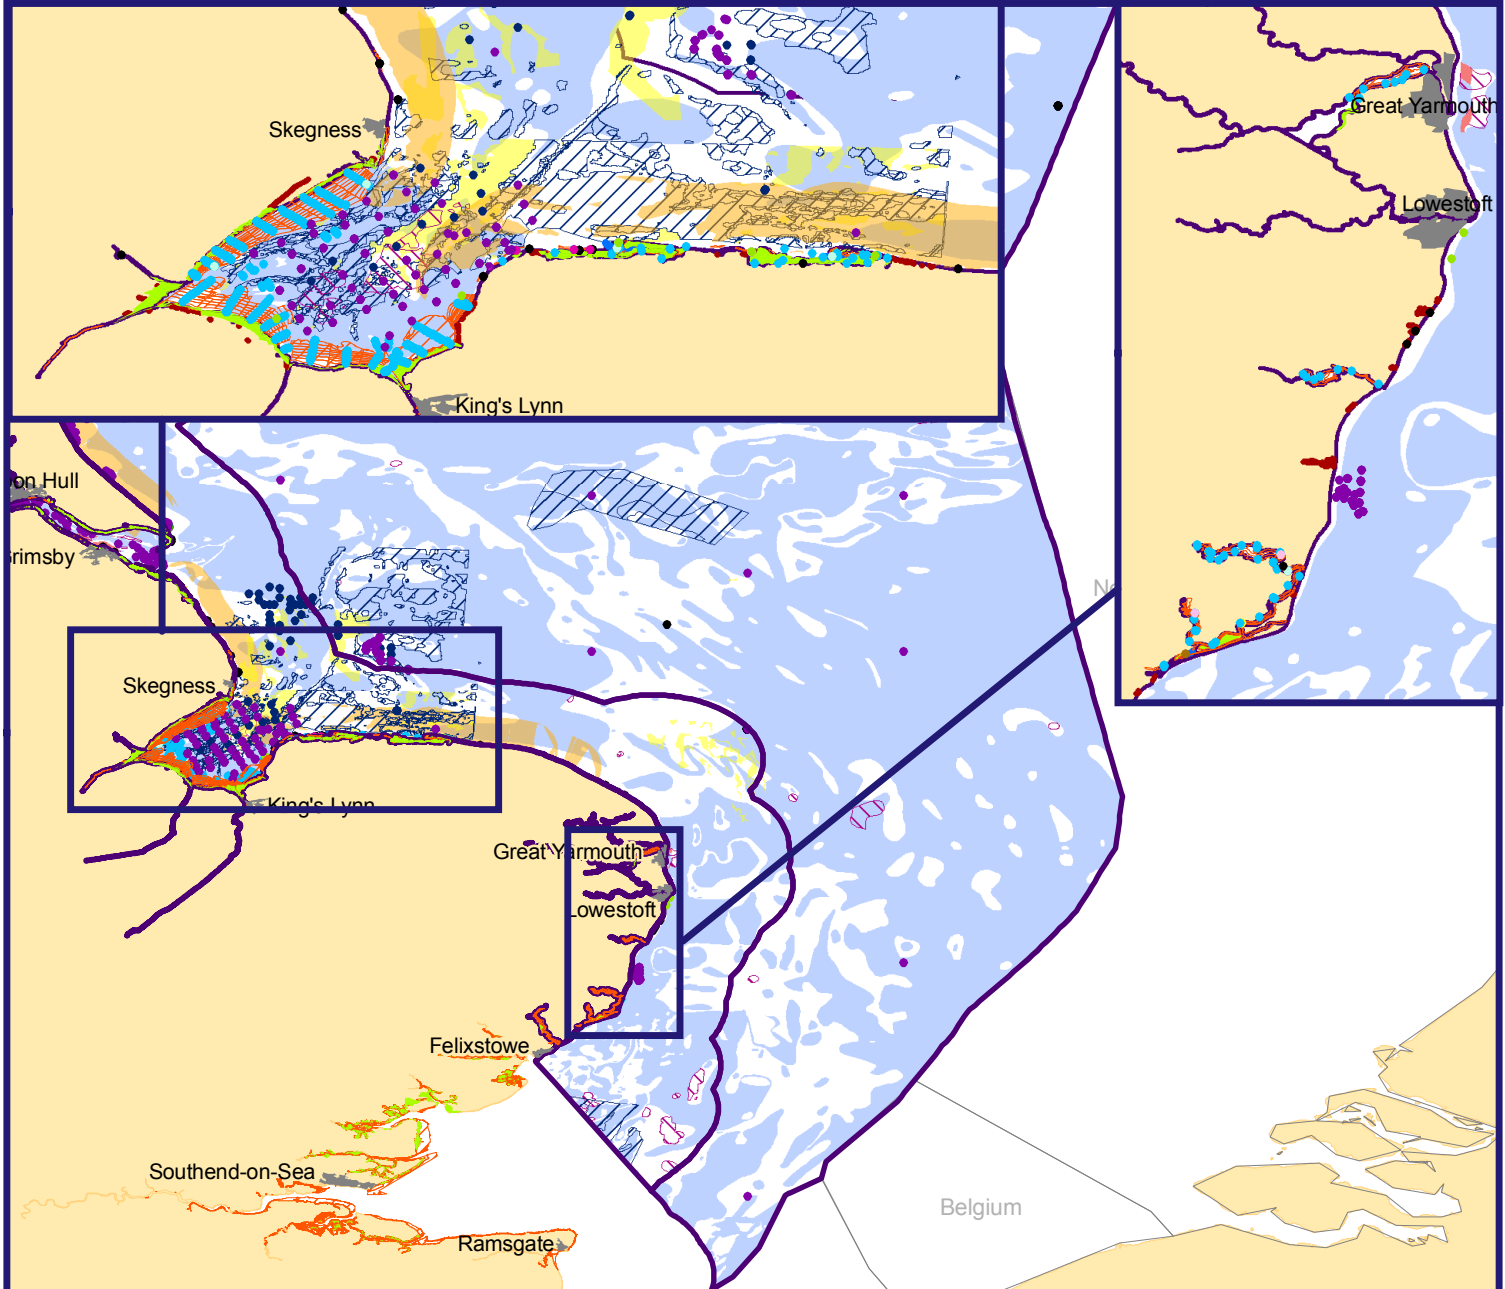 Skegness
King's Lynn
Great Yarmouth
Lowestoft
on Hull
Grimsby
Skegness
King's Lynn
Great Yarmouth
Lowestoft
Felixstowe
Southend-on-Sea
Ramsgate
Belgium